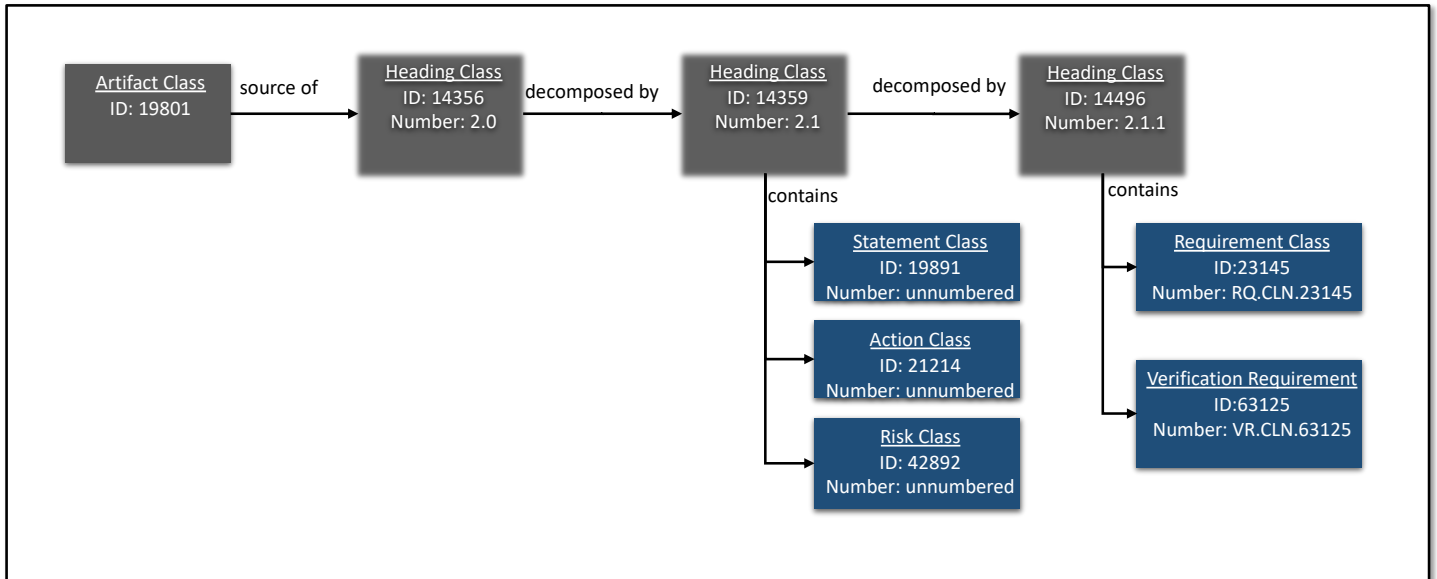 Artifact Class
ID: 19801
source of
Heading Class
ID: 14356
Number: 2.0
decomposed by
Heading Class
ID: 14359
Number: 2.1
decomposed by
Heading Class
ID: 14496
Number: 2.1.1
contains
Statement Class
ID: 19891
Number: unnumbered
Action Class
ID: 21214
Number: unnumbered
Risk Class
ID: 42892
Number: unnumbered
contains
Requirement Class
ID:23145
Number: RQ.CLN.23145
Verification Requirement
ID:63125
Number: VR.CLN.63125